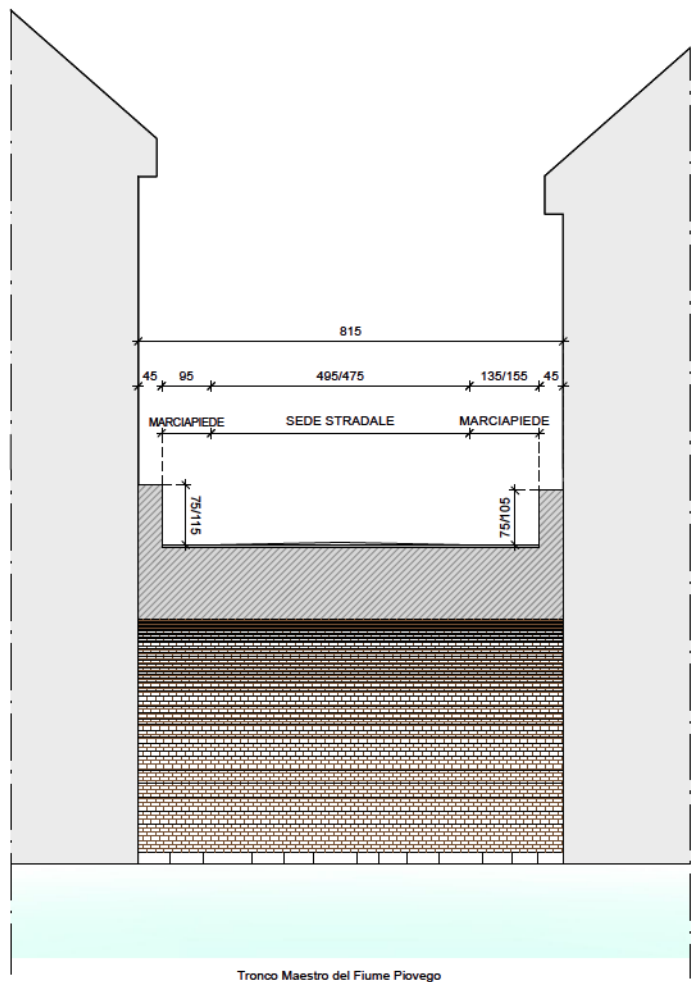 815
45 95 495/475 135/155 45
MARCIAPIEDE SEDE STRADALE MARCIAPIEDE
75/115 75/105
Tronco Maestro del Fiume Piovego